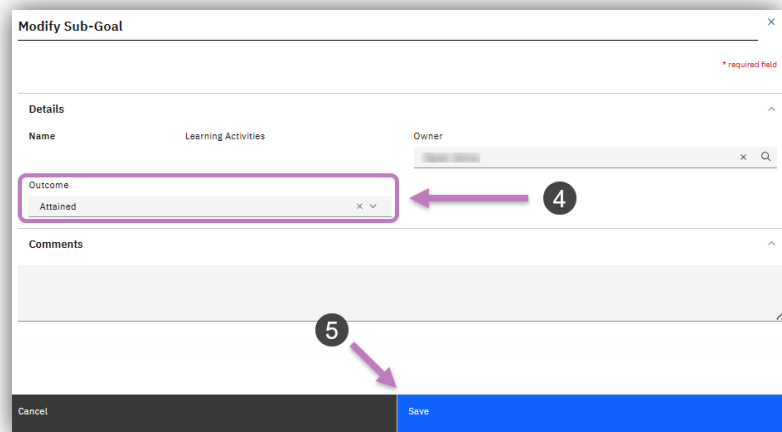 Modify Sub-Goal
* required field
Details
Name Learning Activities Owner
Outcome
Attained
4
Comments
5
Cancel Save